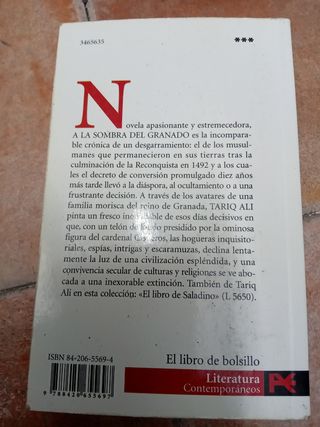 3465635
***
Novela apasionante y estremecedora,
A LA SOMBRA DEL GRANADO es la incompara-
ble crónica de un desgarramiento: el de los musul-
manes que permanecieron en sus tierras tras la
culminación de la Reconquista en 1492 y a los cua-
les el decreto de conversión promulgado diez años
más tarde llevó a la diáspora, al ocultamiento o a una
frustrante decisión. A través de los avatares de una
familia morisca del reino de Granada, TARIQ ALI
pinta un fresco de esos días decisivos en
que, con un telón de presidido por la ominosa
figura del cardenal las hogueras inquisito-
riales, espías, intrigas y escaramuzas, declina lenta-
mente la luz de una civilización espléndida, y una
convivencia secular de culturas y religiones se ve abo-
cada a una inexorable extinción. También de Tariq
Ali en esta colección: «El libro de Saladino» (L 5650).
ISBN 84-206-5569-4
9 788420 655697
El libro de bolsillo
Literatura
Contemporáneos